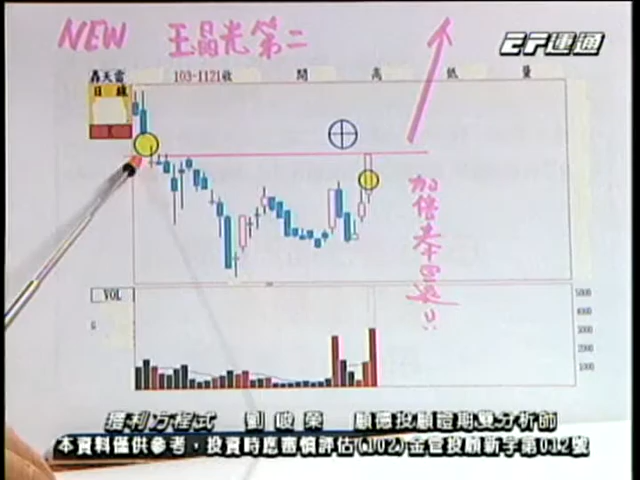 NEW 玉晶光第二
EF運通
轟天雷 103-1121收 開 高 低 量
日線
加倍奉還!!
VOL
5000
4000
3000
2000
1000
獲利方程式 劉峻榮 顧德投顧證期雙分析師
本資料僅供參考,投資時應審慎評估(102)金管投顧新字第012號